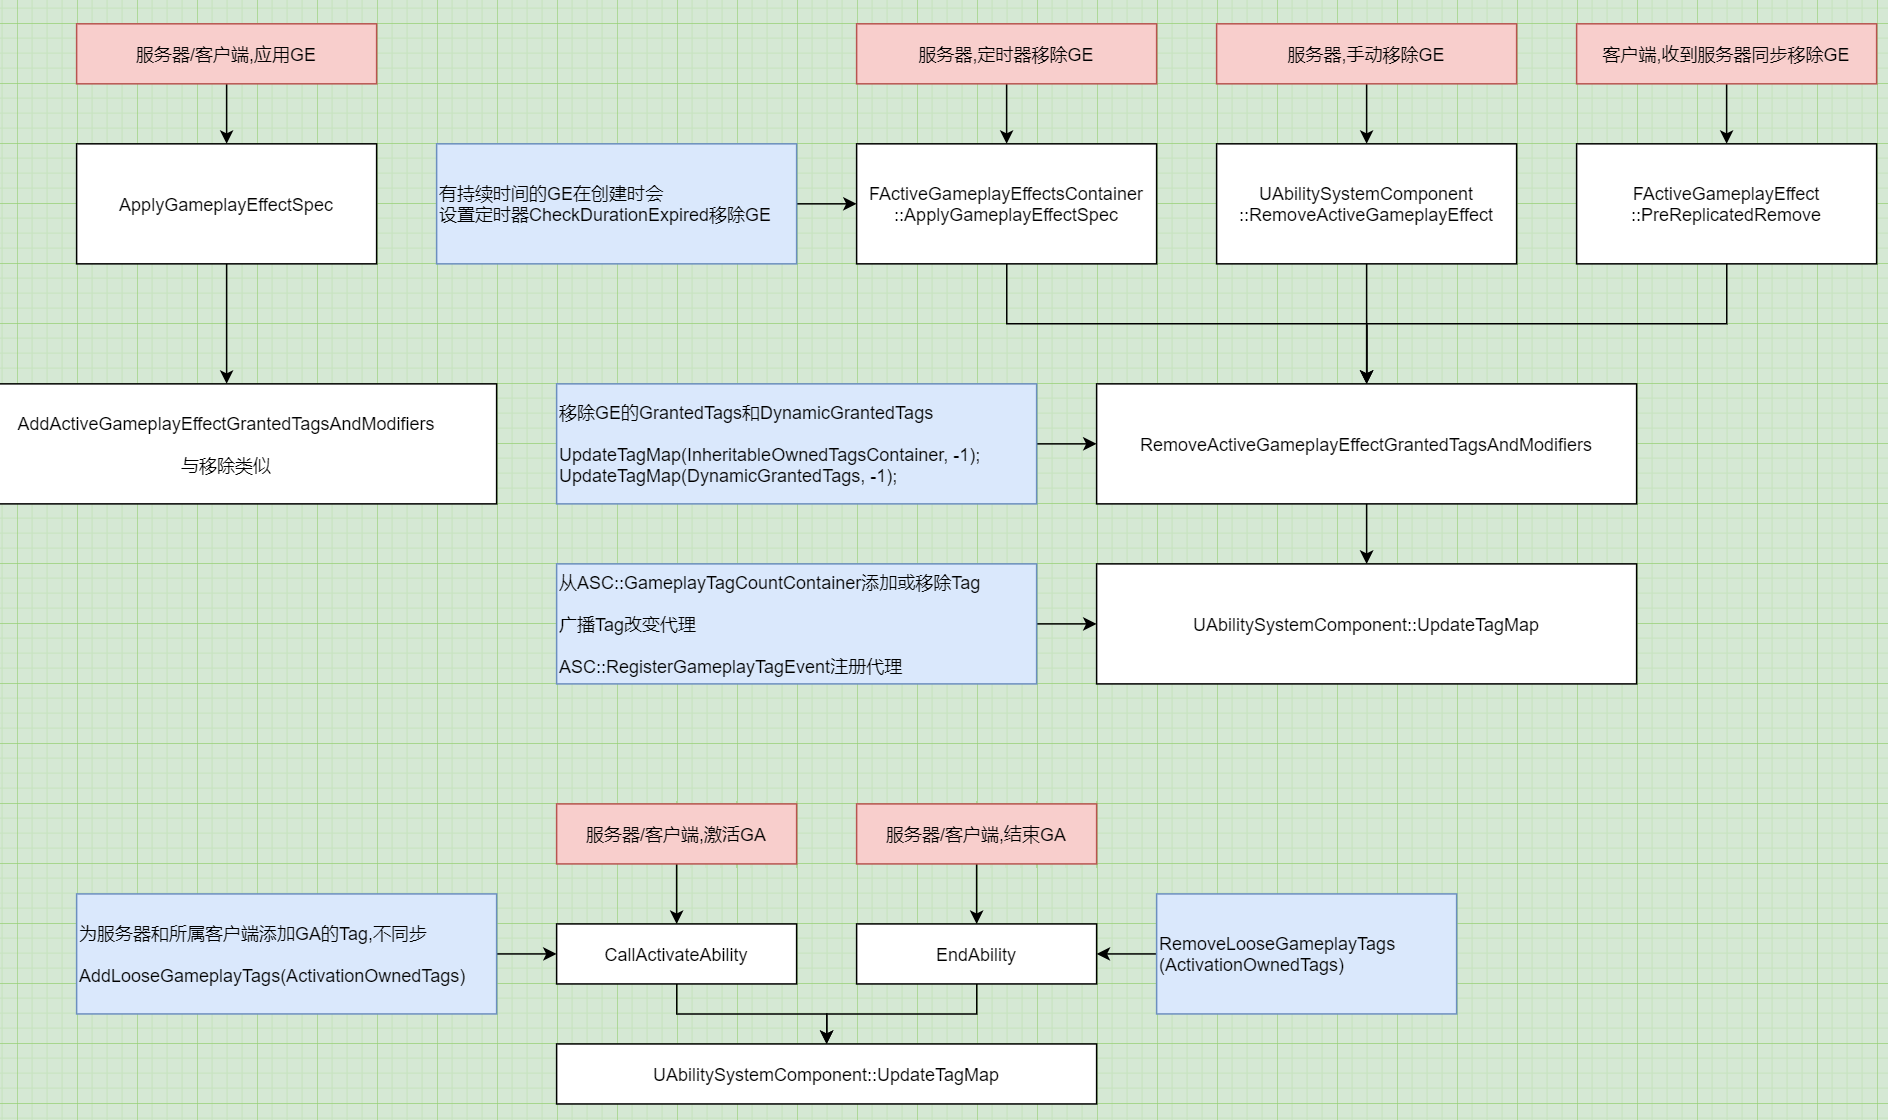 服务器/客户端,应用GE
服务器,定时器移除GE
服务器,手动移除GE
客户端,收到服务器同步移除GE
ApplyGameplayEffectSpec
有持续时间的GE在创建时会
设置定时器CheckDurationExpired移除GE
FActiveGameplayEffectsContainer
::ApplyGameplayEffectSpec
UAbilitySystemComponent
::RemoveActiveGameplayEffect
FActiveGameplayEffect
::PreReplicatedRemove
AddActiveGameplayEffectGrantedTagsAndModifiers
与移除类似
移除GE的GrantedTags和DynamicGrantedTags
UpdateTagMap(InheritableOwnedTagsContainer, -1);
UpdateTagMap(DynamicGrantedTags, -1);
RemoveActiveGameplayEffectGrantedTagsAndModifiers
从ASC::GameplayTagCountContainer添加或移除Tag
广播Tag改变代理
ASC::RegisterGameplayTagEvent注册代理
UAbilitySystemComponent::UpdateTagMap
服务器/客户端,激活GA
服务器/客户端,结束GA
为服务器和所属客户端添加GA的Tag,不同步
AddLooseGameplayTags(ActivationOwnedTags)
CallActivateAbility
EndAbility
RemoveLooseGameplayTags
(ActivationOwnedTags)
UAbilitySystemComponent::UpdateTagMap